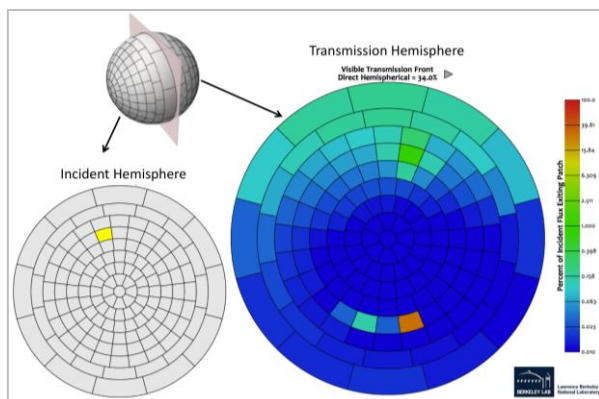 Transmission Hemisphere
Visible Transmission Front
Direct Hemispherical = 34.0%
Incident Hemisphere
100.0
39.81
15.84
6.309
2.511
1.000
0.398
0.158
0.063
0.025
0.010
Percent of Incident Flux Exiting Patch
BERKELEY LAB
Lawrence Berkeley
National Laboratory